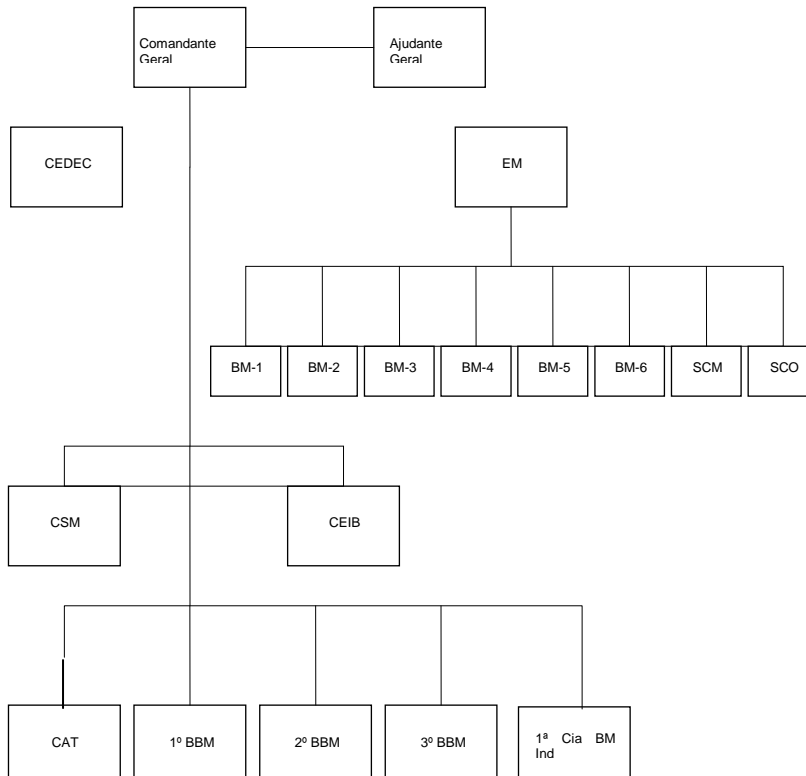 Comandante
Geral
Ajudante
Geral
CEDEC
EM
BM-1
BM-2
BM-3
BM-4
BM-5
BM-6
SCM
SCO
CSM
CEIB
CAT
1º BBM
2º BBM
3º BBM
1ª Cia BM
Ind